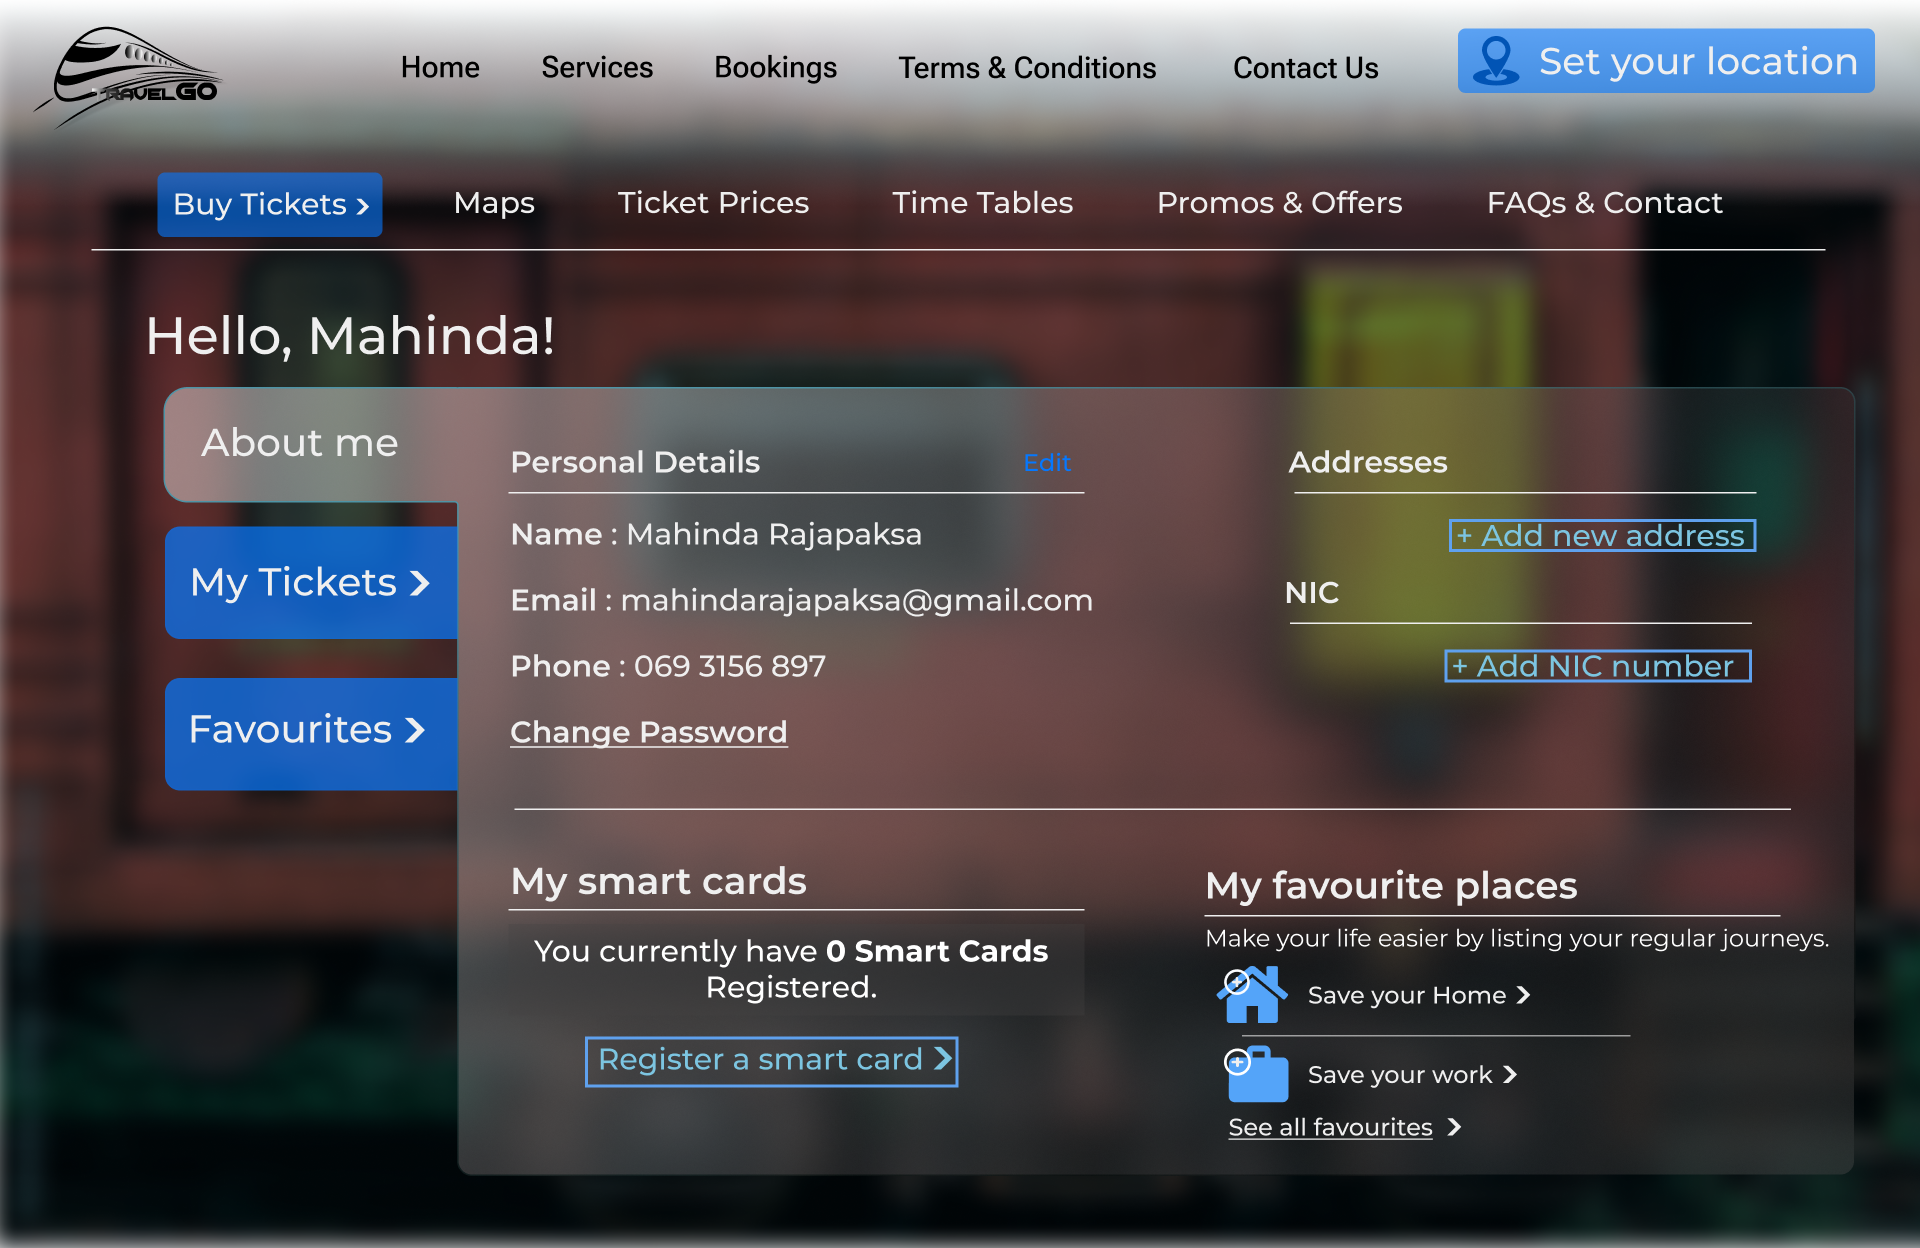 TRAVELGO
Home
Services
Bookings
Terms & Conditions
Contact Us
Set your location
Buy Tickets
Maps
Ticket Prices
Time Tables
Promos & Offers
FAQs & Contact
Hello, Mahinda!
About me
My Tickets
Favourites
Personal Details
Edit
Name : Mahinda Rajapaksa
Email : mahindarajapaksa@gmail.com
Phone : 069 3156 897
Change Password
Addresses
+ Add new address
NIC
+ Add NIC number
My smart cards
You currently have 0 Smart Cards
Registered.
Register a smart card
My favourite places
Make your life easier by listing your regular journeys.
Save your Home
Save your work
See all favourites